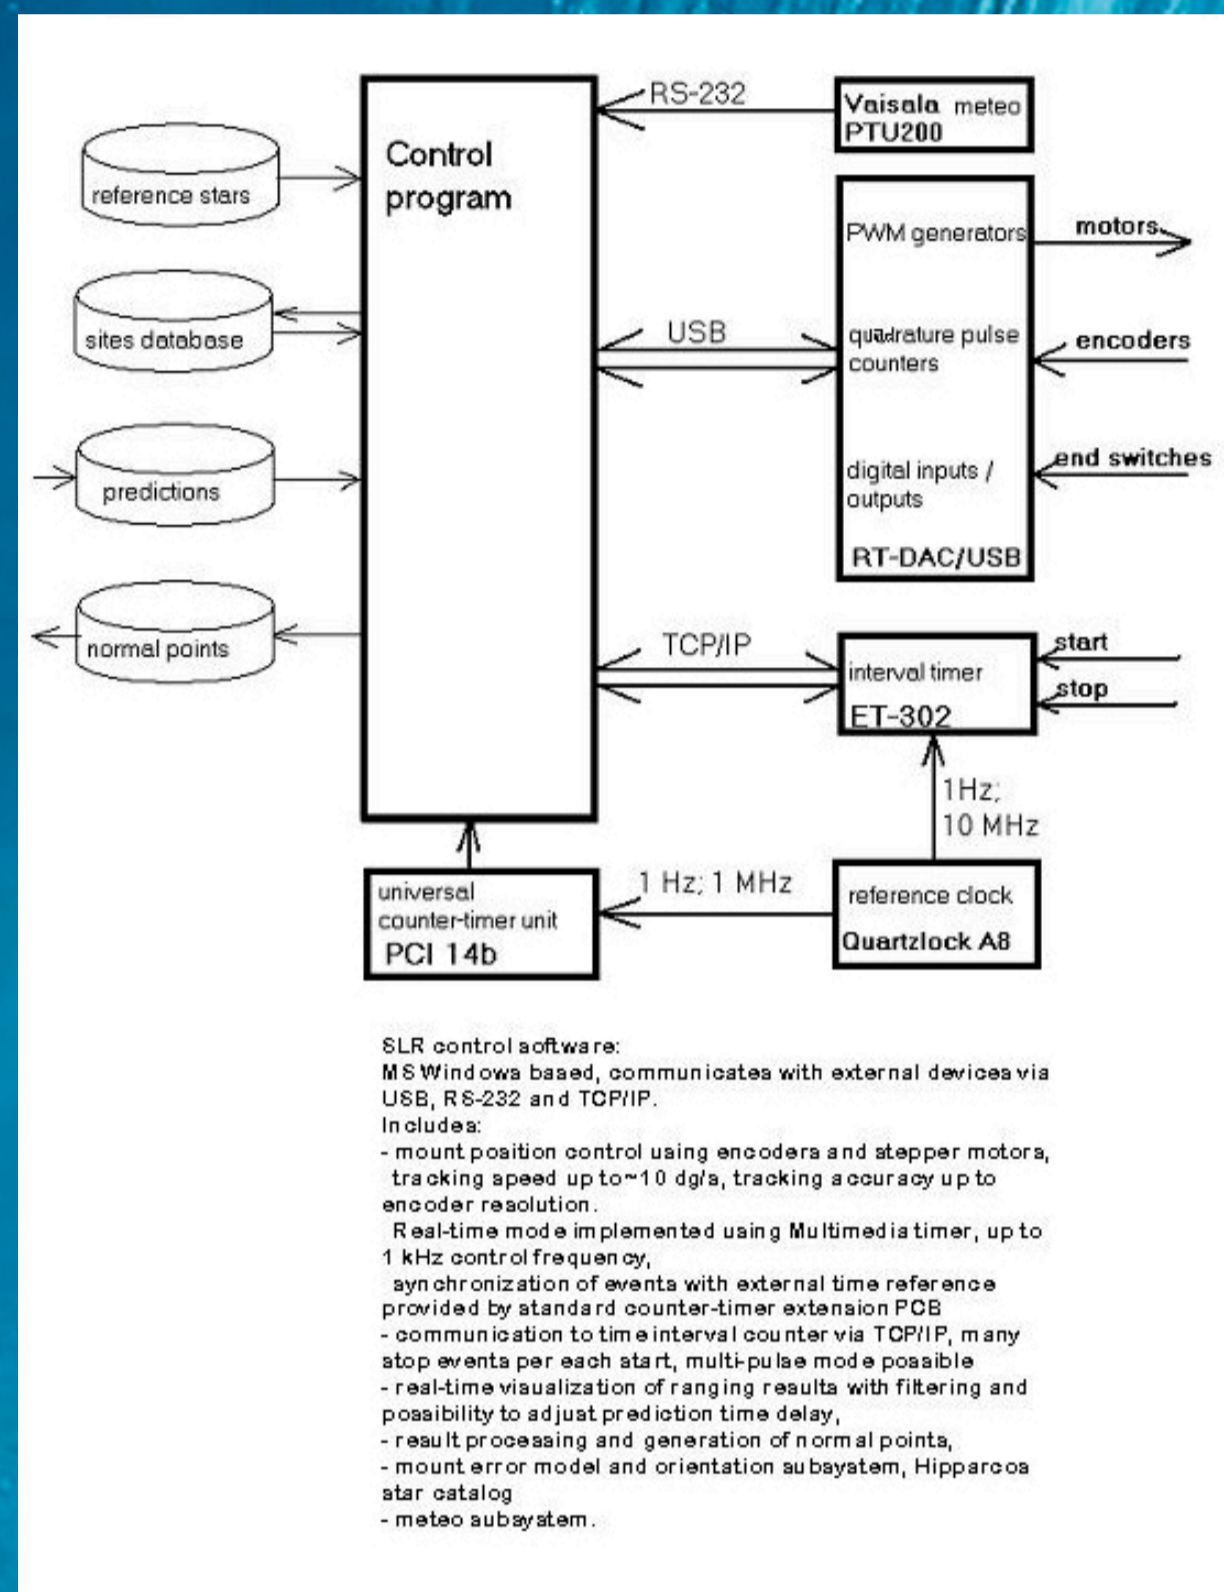 RS-232
Vaisala meteo
PTU200
Control
program
reference stars
PWM generators
motors
sites database
USB
quadrature pulse
counters
encoders
predictions
digital inputs /
outputs
end switches
RT-DAC/USB
normal points
TCP/IP
interval timer
ET-302
start
stop
1Hz;
10 MHz
universal
counter-timer unit
PCI 14b
1 Hz; 1 MHz
reference clock
Quartzlock A8
SLR control software:
MS Windows based, communicates with external devices via
USB, RS-232 and TCP/IP.
Includes:
- mount position control using encoders and stepper motors,
tracking speed up to~10 dg/s, tracking accuracy up to
encoder resolution.
Real-time mode implemented using Multimedia timer, up to
1 kHz control frequency,
synchronization of events with external time reference
provided by standard counter-timer extension PCB
- communication to time interval counter via TCP/IP, many
stop events per each start, multi-pulse mode possible
- real-time visualization of ranging results with filtering and
possibility to adjust prediction time delay,
- result processing and generation of normal points,
- mount error model and orientation subsystem, Hipparcos
star catalog
- meteo subsystem.